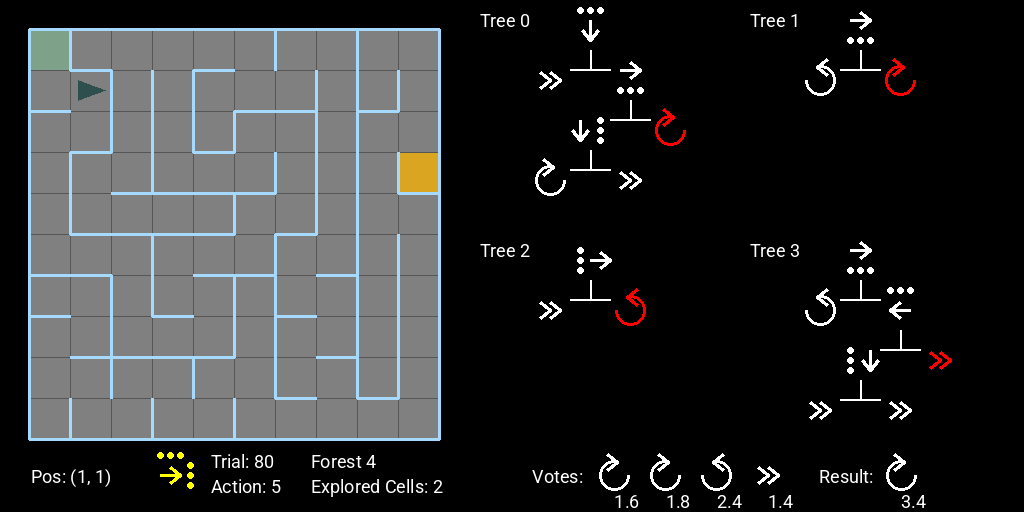 Tree 0
Tree 1
Tree 2
Tree 3
Pos: (1, 1)
Trial: 80
Forest 4
Action: 5
Explored Cells: 2
Votes:
1.6
1.8
2.4
1.4
Result:
3.4